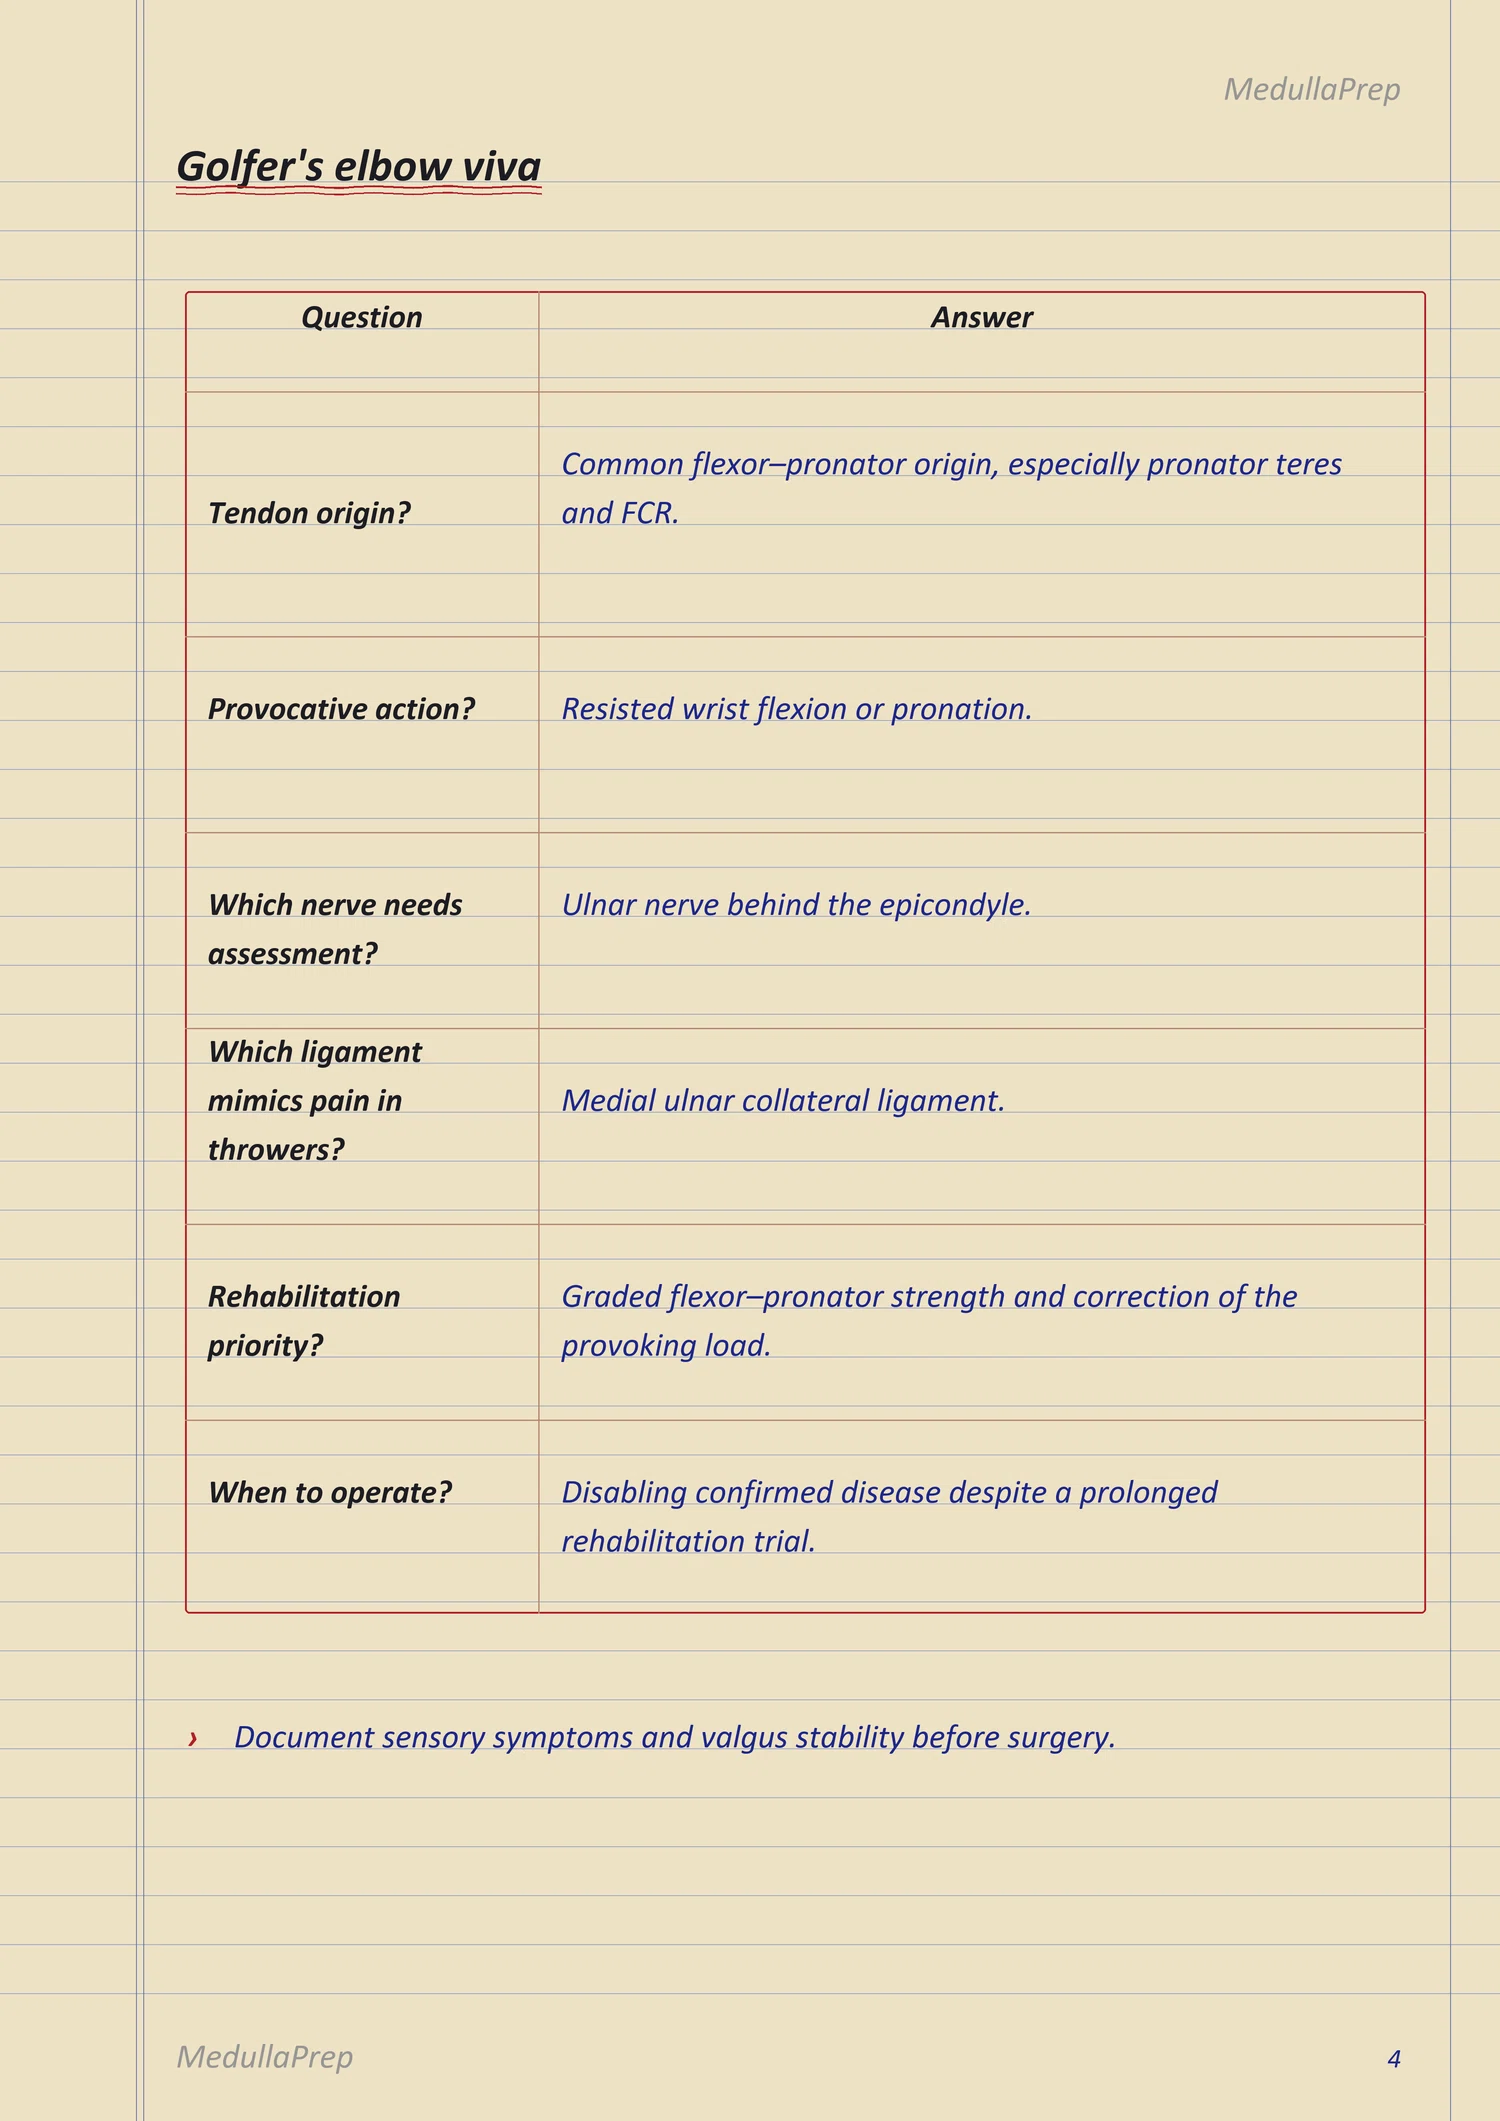 MedullaPrep
Golfer's elbow viva
Question
Answer
Tendon origin?
Common flexor–pronator origin, especially pronator teres
and FCR.
Provocative action?
Resisted wrist flexion or pronation.
Which nerve needs
assessment?
Ulnar nerve behind the epicondyle.
Which ligament
mimics pain in
throwers?
Medial ulnar collateral ligament.
Rehabilitation
priority?
Graded flexor–pronator strength and correction of the
provoking load.
When to operate?
Disabling confirmed disease despite a prolonged
rehabilitation trial.
› Document sensory symptoms and valgus stability before surgery.
MedullaPrep
4